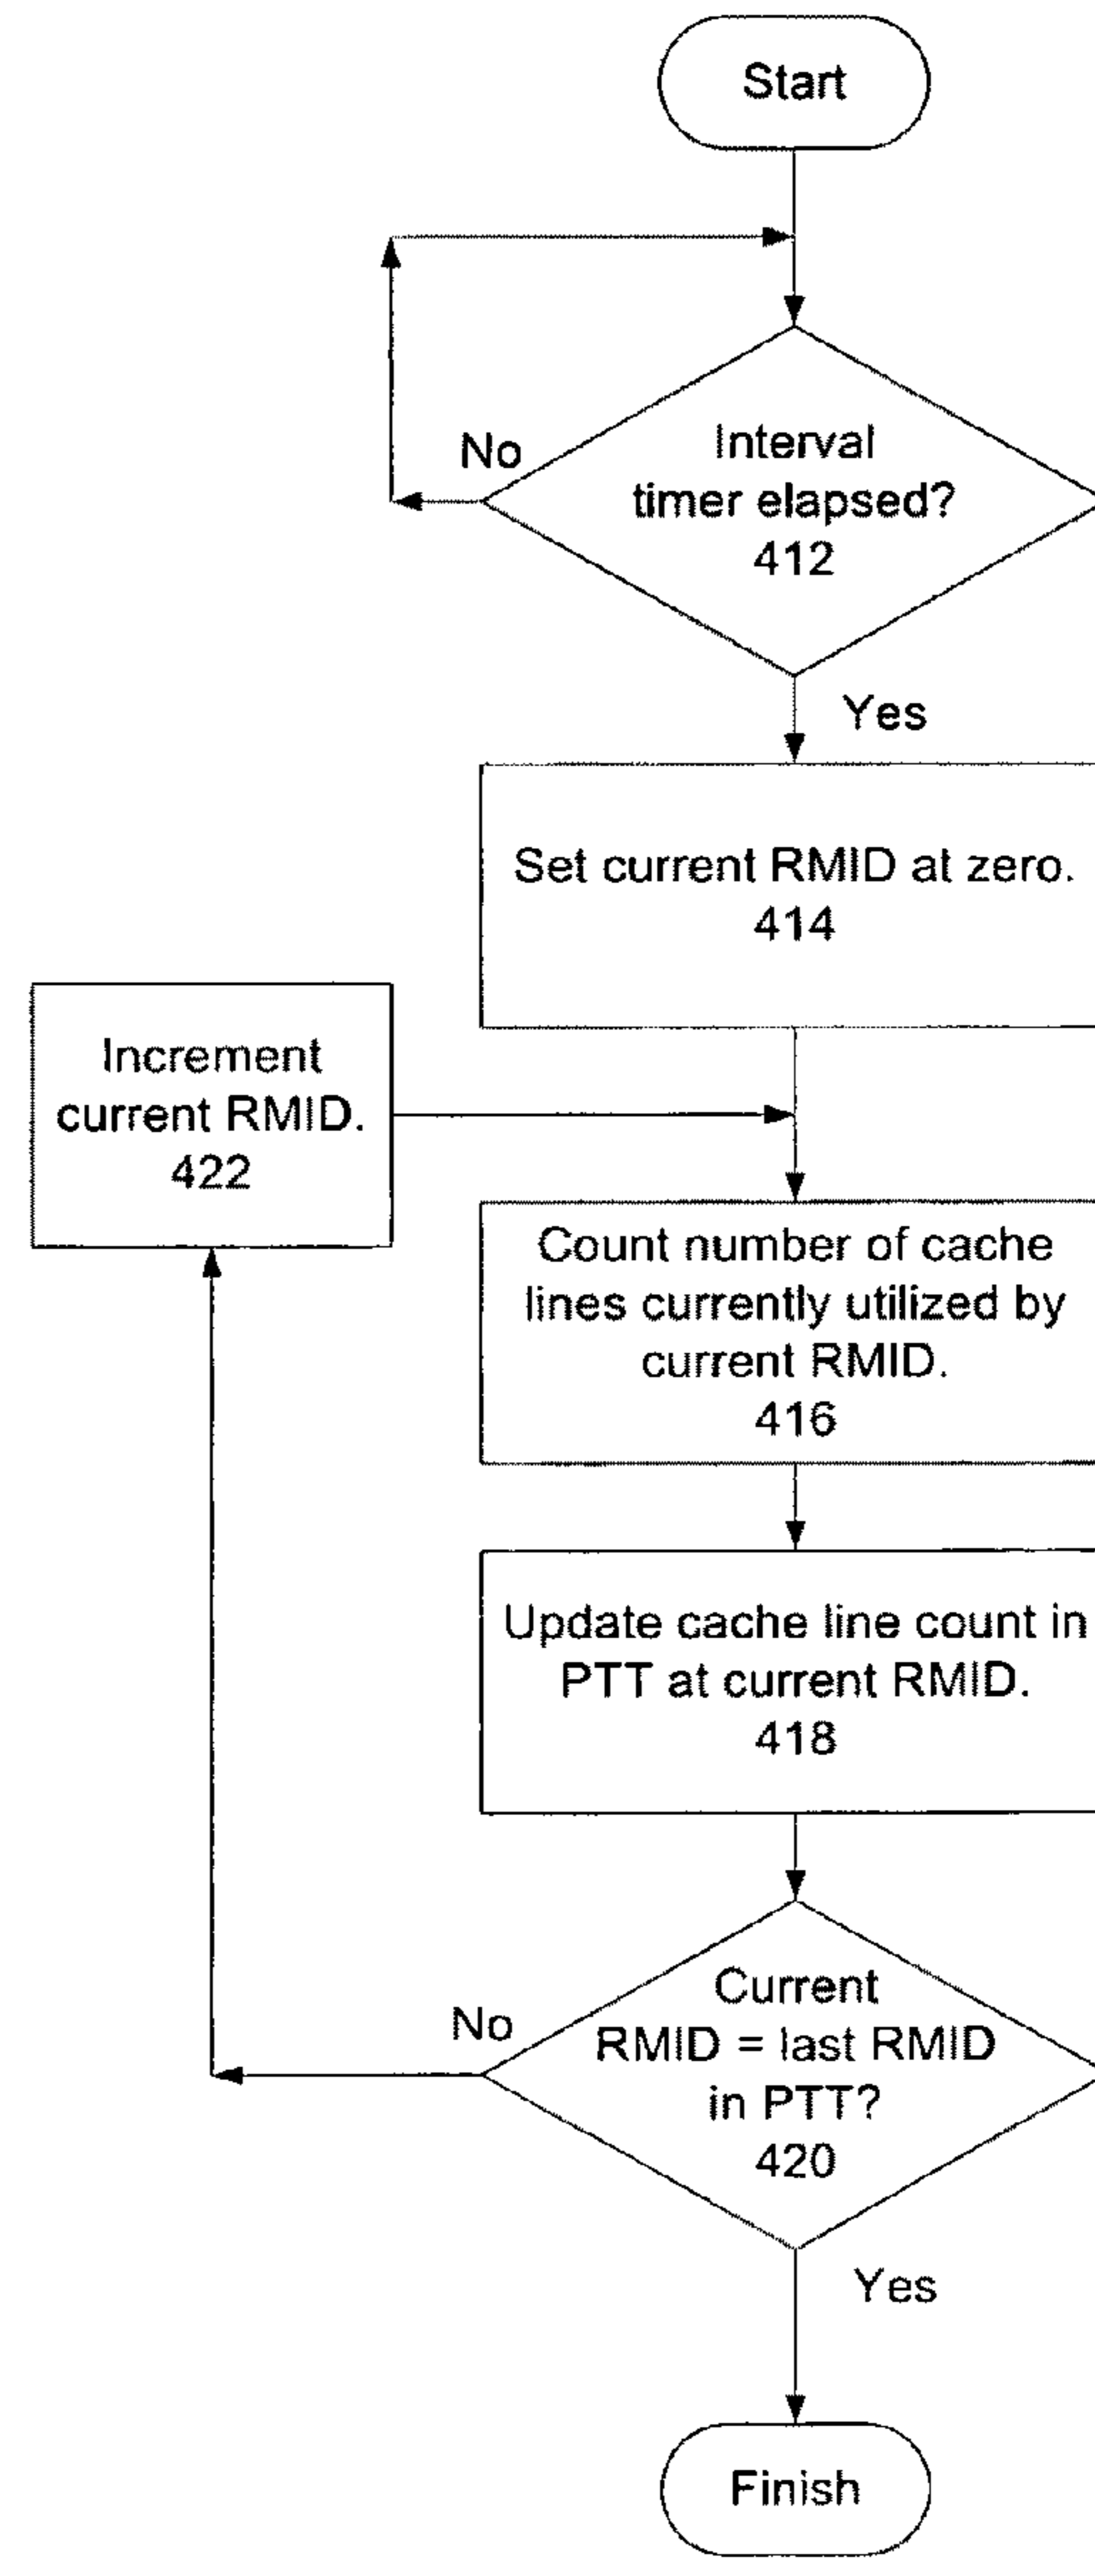 Start
No
Interval
timer elapsed?
412
Yes
Set current RMID at zero.
414
Increment
current RMID.
422
Count number of cache
lines currently utilized by
current RMID.
416
Update cache line count in
PTT at current RMID.
418
No
Current
RMID = last RMID
in PTT?
420
Yes
Finish